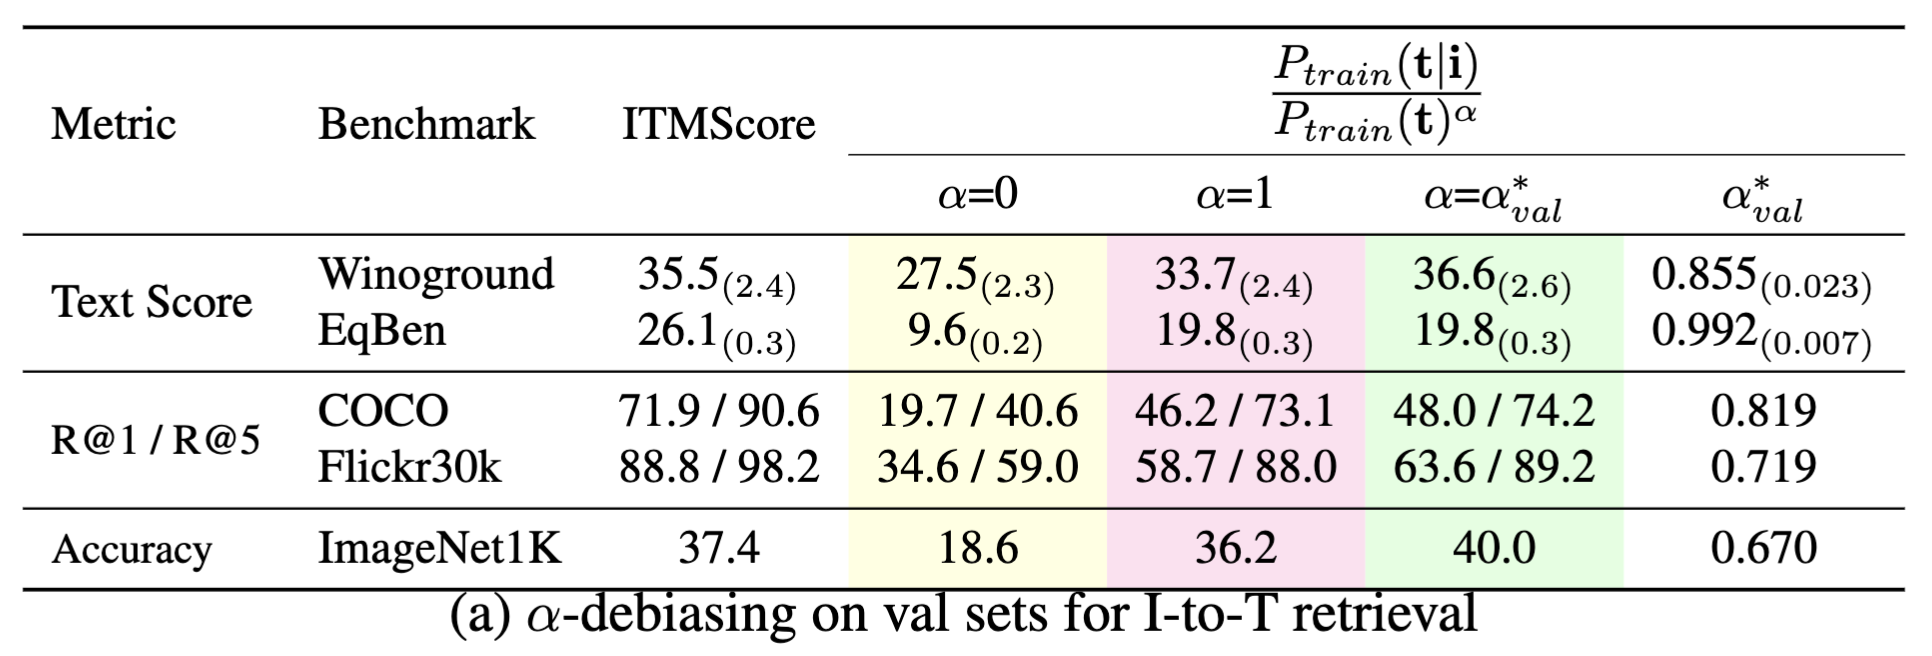 P_train(t|i)
Metric Benchmark ITMScore
P_train(t)^α
α=0 α=1 α=α*_val α*_val
Winoground 35.5(2.4) 27.5(2.3) 33.7(2.4) 36.6(2.6) 0.855(0.023)
Text Score
EqBen 26.1(0.3) 9.6(0.2) 19.8(0.3) 19.8(0.3) 0.992(0.007)
COCO 71.9 / 90.6 19.7 / 40.6 46.2 / 73.1 48.0 / 74.2 0.819
R@1 / R@5
Flickr30k 88.8 / 98.2 34.6 / 59.0 58.7 / 88.0 63.6 / 89.2 0.719
Accuracy ImageNet1K 37.4 18.6 36.2 40.0 0.670
(a) α-debiasing on val sets for I-to-T retrieval